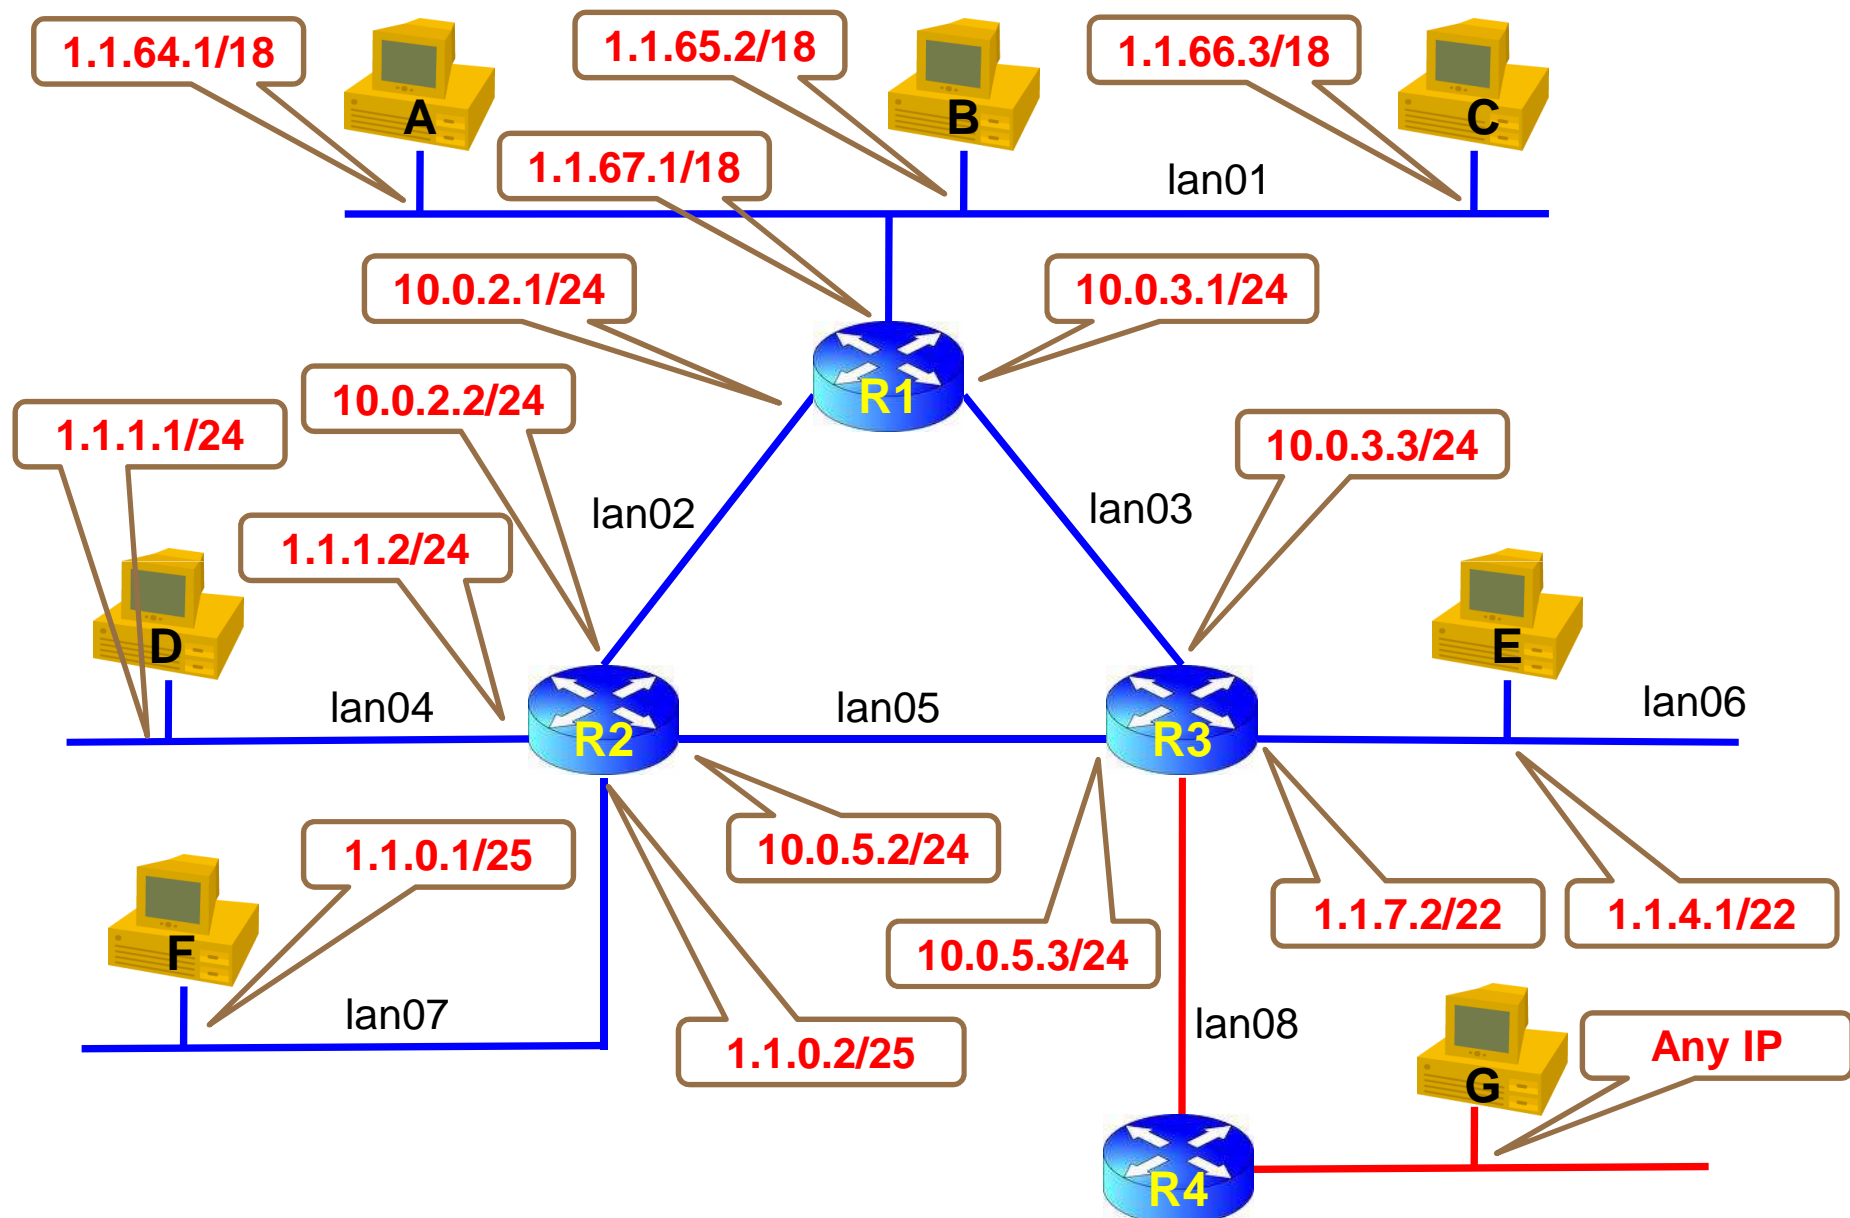 1.1.64.1/18
1.1.65.2/18
1.1.66.3/18
A
B
C
1.1.67.1/18
lan01
10.0.2.1/24
10.0.3.1/24
R1
10.0.2.2/24
1.1.1.1/24
10.0.3.3/24
lan02
lan03
1.1.1.2/24
D
E
lan04
lan05
lan06
R2
R3
1.1.0.1/25
10.0.5.2/24
1.1.7.2/22
1.1.4.1/22
F
10.0.5.3/24
lan07
lan08
1.1.0.2/25
Any IP
G
R4